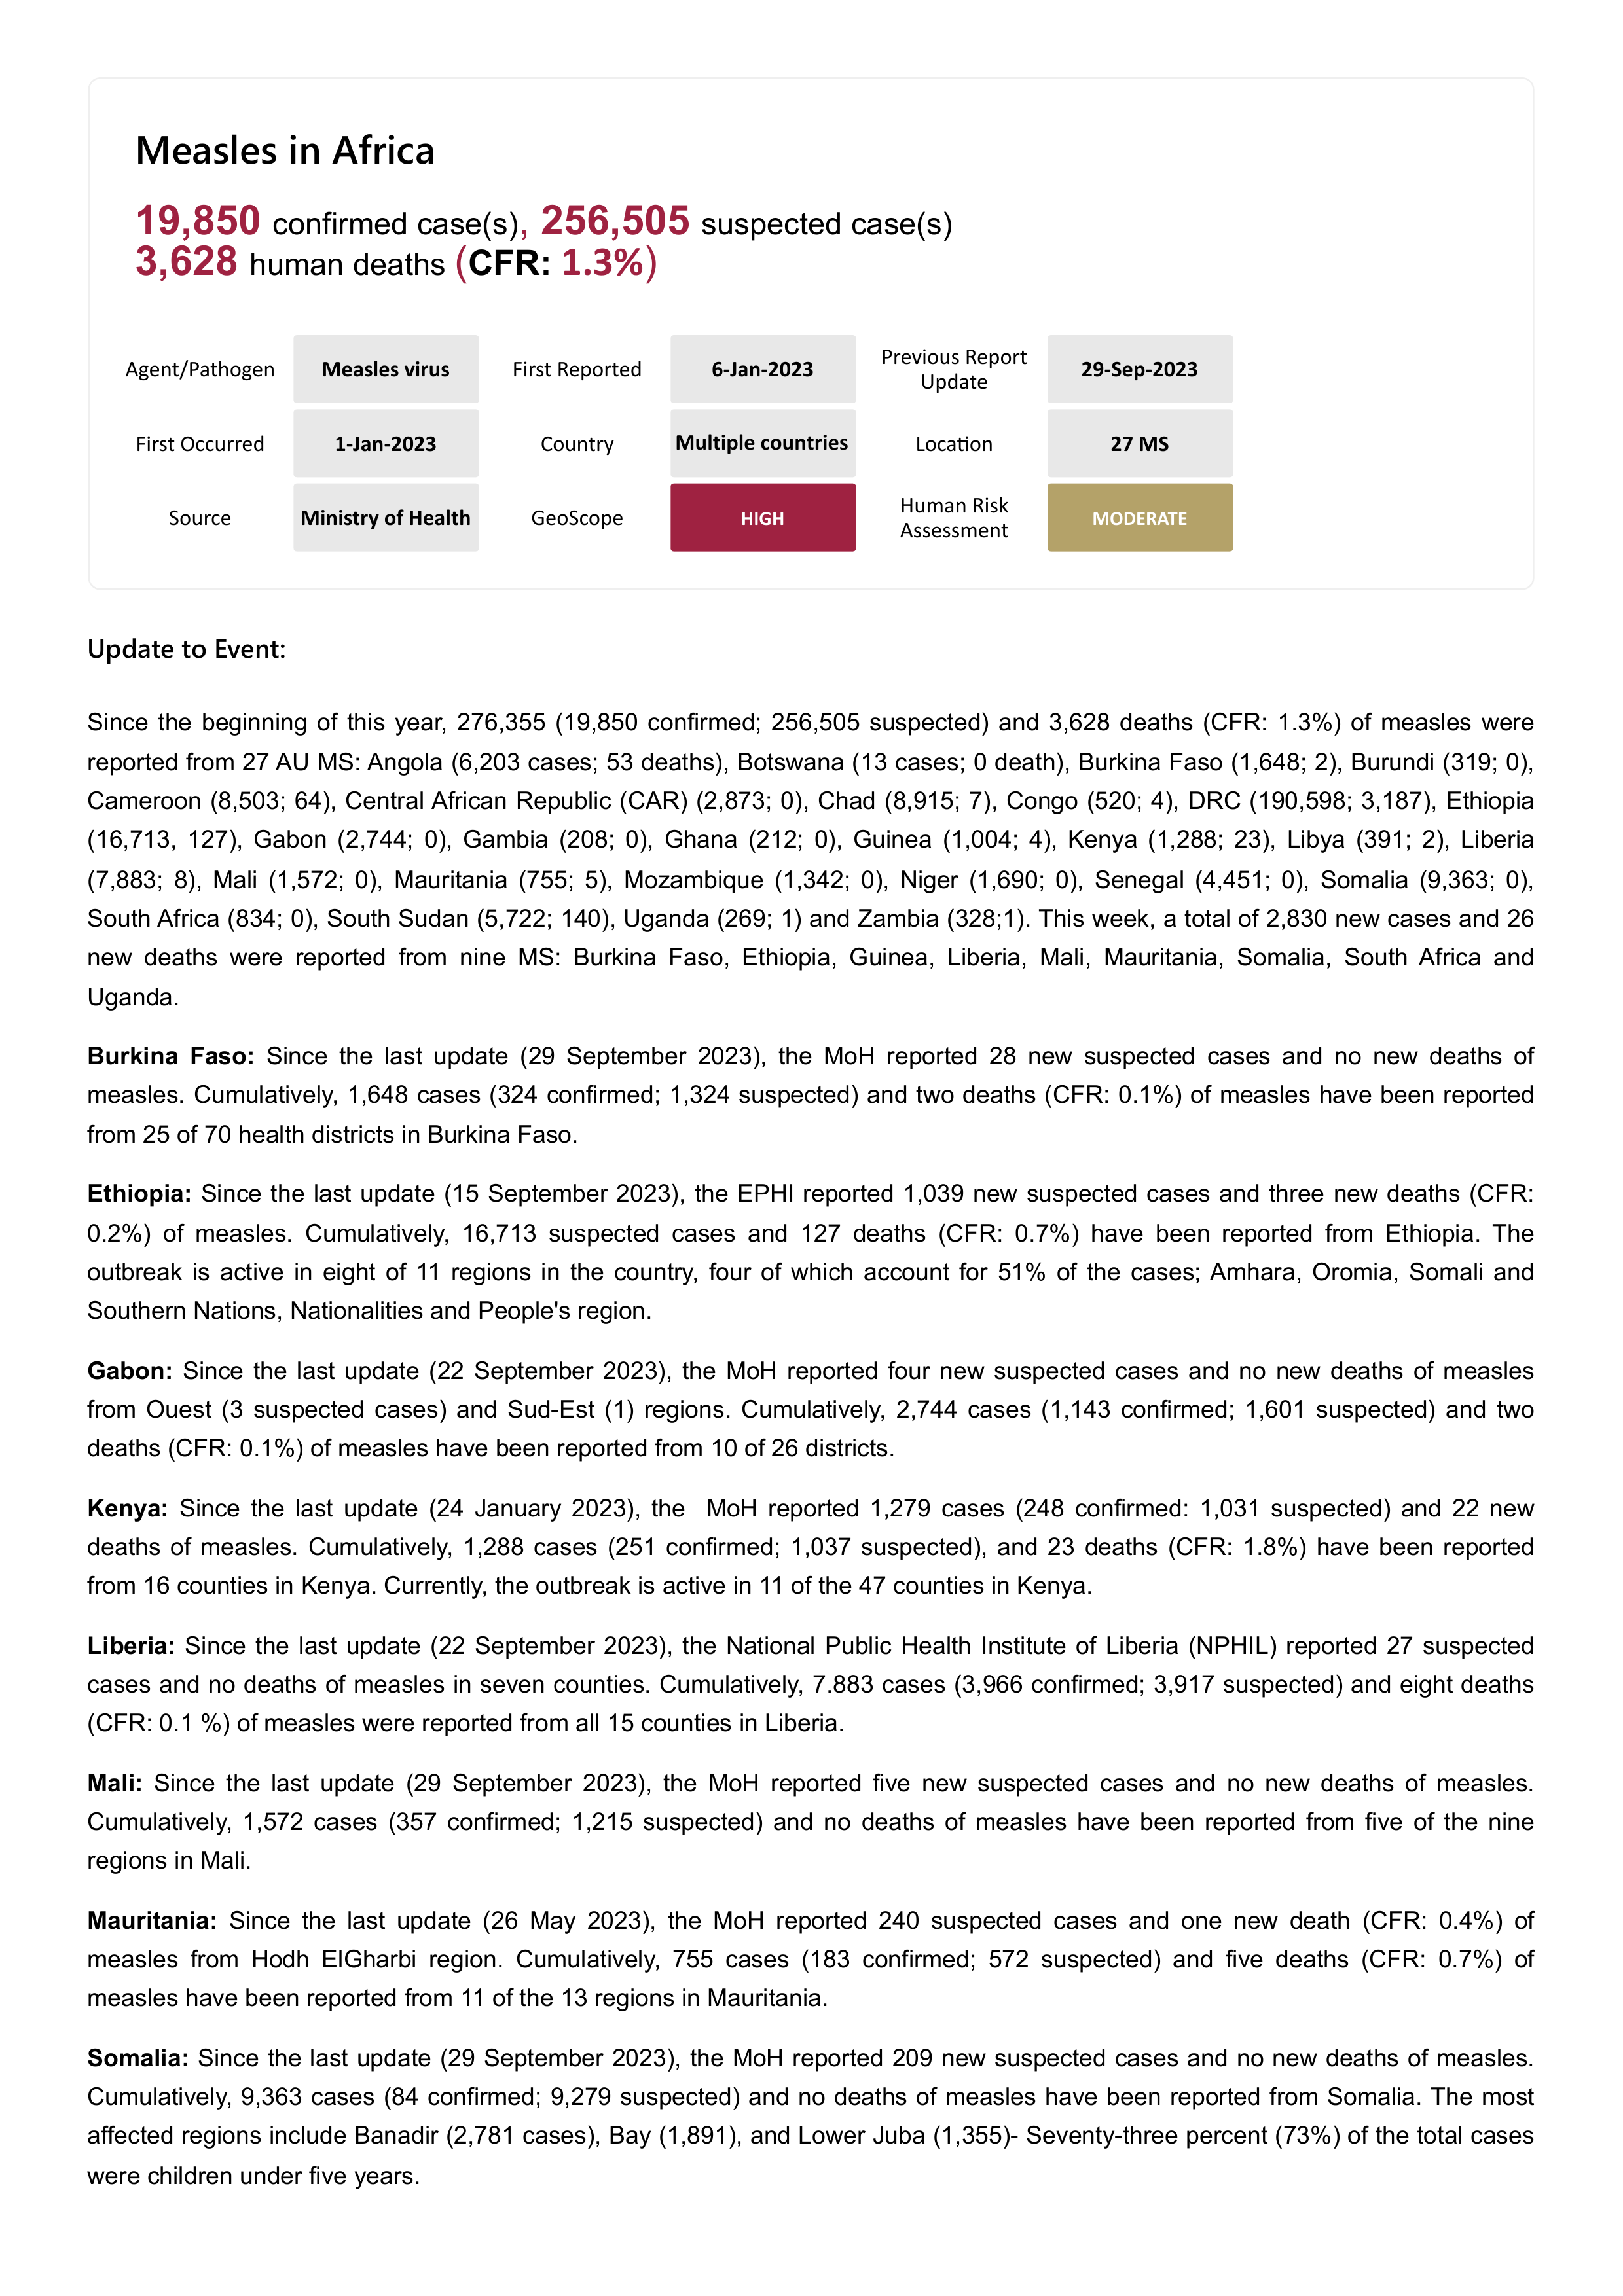 Measles in Africa
19,850 confirmed case(s), 256,505 suspected case(s)
3,628 human deaths (CFR: 1.3%)
Agent/Pathogen Measles virus First Reported 6-Jan-2023 Previous Report Update 29-Sep-2023
First Occurred 1-Jan-2023 Country Multiple countries Location 27 MS
Source Ministry of Health GeoScope HIGH Human Risk Assessment MODERATE
Update to Event:
Since the beginning of this year, 276,355 (19,850 confirmed; 256,505 suspected) and 3,628 deaths (CFR: 1.3%) of measles were
reported from 27 AU MS: Angola (6,203 cases; 53 deaths), Botswana (13 cases; 0 death), Burkina Faso (1,648; 2), Burundi (319; 0),
Cameroon (8,503; 64), Central African Republic (CAR) (2,873; 0), Chad (8,915; 7), Congo (520; 4), DRC (190,598; 3,187), Ethiopia
(16,713, 127), Gabon (2,744; 0), Gambia (208; 0), Ghana (212; 0), Guinea (1,004; 4), Kenya (1,288; 23), Libya (391; 2), Liberia
(7,883; 8), Mali (1,572; 0), Mauritania (755; 5), Mozambique (1,342; 0), Niger (1,690; 0), Senegal (4,451; 0), Somalia (9,363; 0),
South Africa (834; 0), South Sudan (5,722; 140), Uganda (269; 1) and Zambia (328;1). This week, a total of 2,830 new cases and 26
new deaths were reported from nine MS: Burkina Faso, Ethiopia, Guinea, Liberia, Mali, Mauritania, Somalia, South Africa and
Uganda.
Burkina Faso: Since the last update (29 September 2023), the MoH reported 28 new suspected cases and no new deaths of
measles. Cumulatively, 1,648 cases (324 confirmed; 1,324 suspected) and two deaths (CFR: 0.1%) of measles have been reported
from 25 of 70 health districts in Burkina Faso.
Ethiopia: Since the last update (15 September 2023), the EPHI reported 1,039 new suspected cases and three new deaths (CFR:
0.2%) of measles. Cumulatively, 16,713 suspected cases and 127 deaths (CFR: 0.7%) have been reported from Ethiopia. The
outbreak is active in eight of 11 regions in the country, four of which account for 51% of the cases; Amhara, Oromia, Somali and
Southern Nations, Nationalities and People's region.
Gabon: Since the last update (22 September 2023), the MoH reported four new suspected cases and no new deaths of measles
from Ouest (3 suspected cases) and Sud-Est (1) regions. Cumulatively, 2,744 cases (1,143 confirmed; 1,601 suspected) and two
deaths (CFR: 0.1%) of measles have been reported from 10 of 26 districts.
Kenya: Since the last update (24 January 2023), the MoH reported 1,279 cases (248 confirmed: 1,031 suspected) and 22 new
deaths of measles. Cumulatively, 1,288 cases (251 confirmed; 1,037 suspected), and 23 deaths (CFR: 1.8%) have been reported
from 16 counties in Kenya. Currently, the outbreak is active in 11 of the 47 counties in Kenya.
Liberia: Since the last update (22 September 2023), the National Public Health Institute of Liberia (NPHIL) reported 27 suspected
cases and no deaths of measles in seven counties. Cumulatively, 7.883 cases (3,966 confirmed; 3,917 suspected) and eight deaths
(CFR: 0.1 %) of measles were reported from all 15 counties in Liberia.
Mali: Since the last update (29 September 2023), the MoH reported five new suspected cases and no new deaths of measles.
Cumulatively, 1,572 cases (357 confirmed; 1,215 suspected) and no deaths of measles have been reported from five of the nine
regions in Mali.
Mauritania: Since the last update (26 May 2023), the MoH reported 240 suspected cases and one new death (CFR: 0.4%) of
measles from Hodh ElGharbi region. Cumulatively, 755 cases (183 confirmed; 572 suspected) and five deaths (CFR: 0.7%) of
measles have been reported from 11 of the 13 regions in Mauritania.
Somalia: Since the last update (29 September 2023), the MoH reported 209 new suspected cases and no new deaths of measles.
Cumulatively, 9,363 cases (84 confirmed; 9,279 suspected) and no deaths of measles have been reported from Somalia. The most
affected regions include Banadir (2,781 cases), Bay (1,891), and Lower Juba (1,355)- Seventy-three percent (73%) of the total cases
were children under five years.